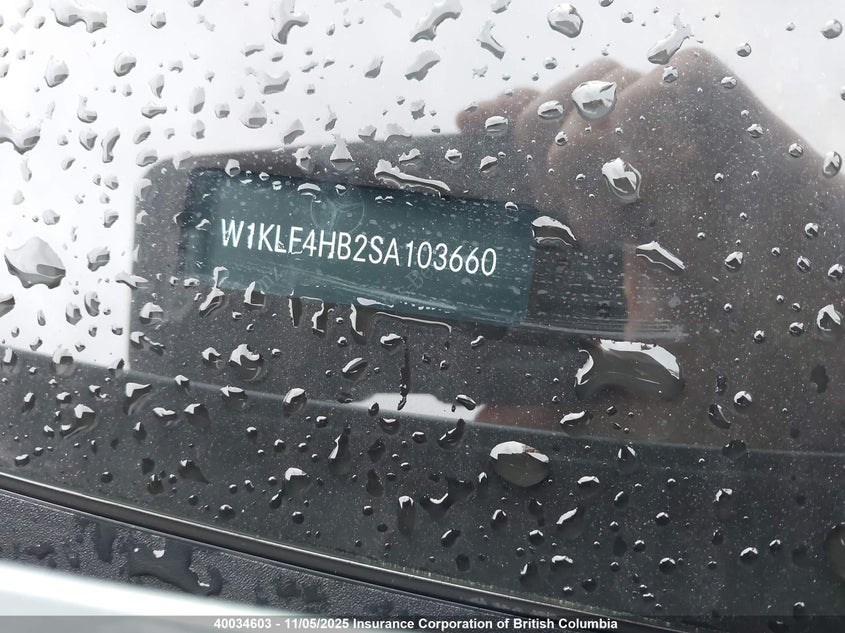 W1KLE4HB2SA103660
40034603 - 11/05/2025 Insurance Corporation of British Columbia